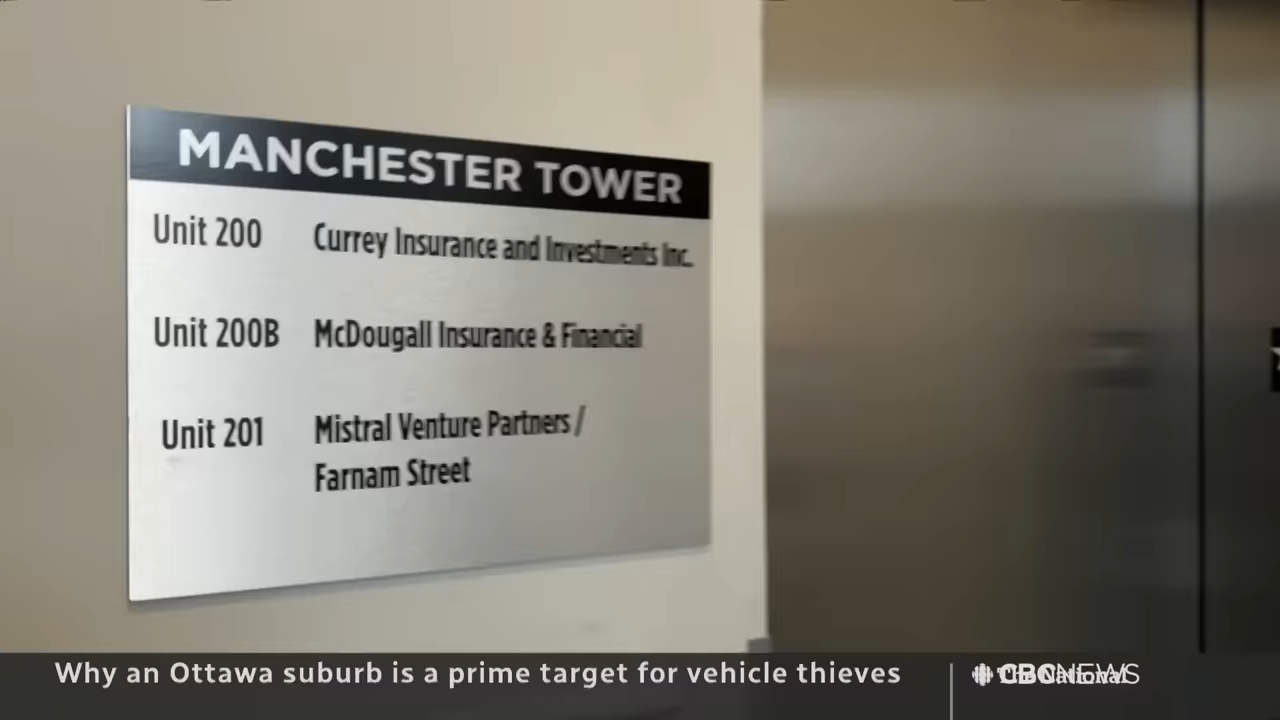 MANCHESTER TOWER
Unit 200 Currey Insurance and Investments Inc.
Unit 200B McDougall Insurance & Financial
Unit 201 Mistral Venture Partners /
Farnam Street
Why an Ottawa suburb is a prime target for vehicle thieves
CBCNEWS